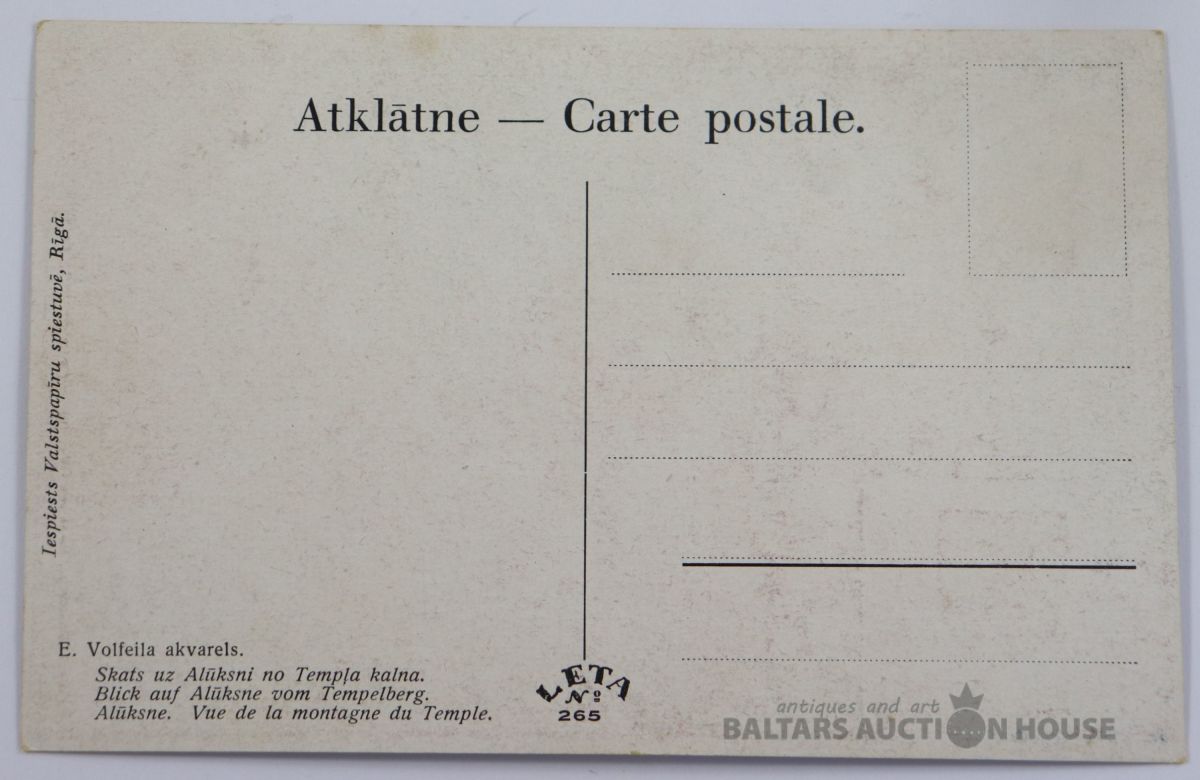 Atklātne — Carte postale.
Iespiests Valstspapīru spiestuvē, Rīgā.
E. Volfeila akvarels.
Skats uz Alūksni no Tempļa kalna.
Blick auf Alūksne vom Tempelberg.
Alūksne. Vue de la montagne du Temple.
LETA
Nº
265
antiques and art
BALTARS AUCTION HOUSE